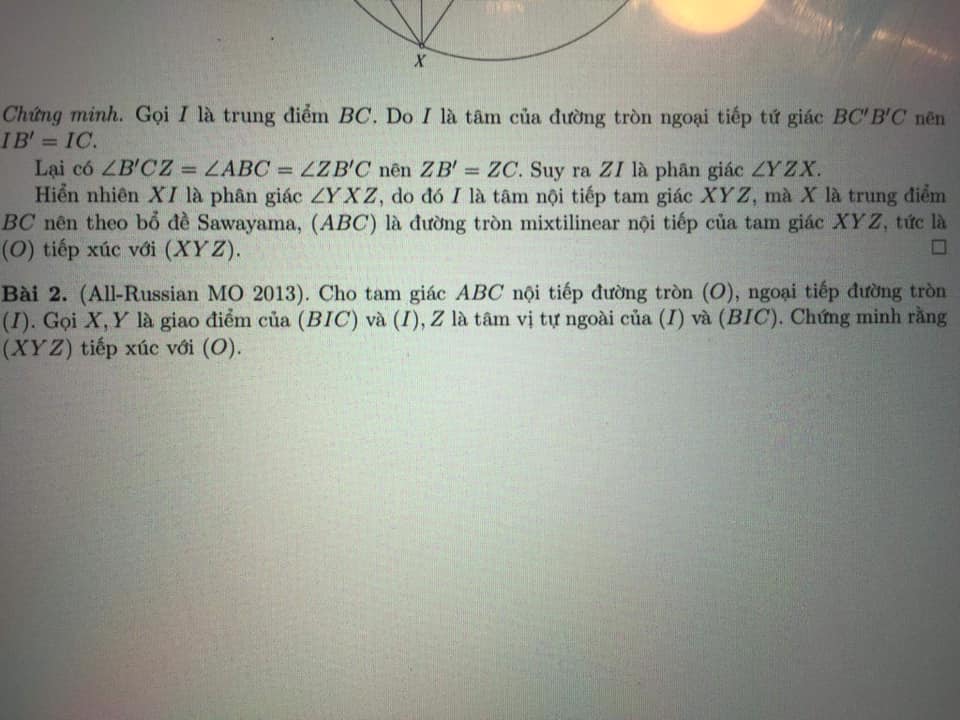 X
Chứng minh. Gọi I là trung điểm BC. Do I là tâm của đường tròn ngoại tiếp tứ giác BC'B'C nên
IB' = IC.
Lại có ∠B'CZ = ∠ABC = ∠ZB'C nên ZB' = ZC. Suy ra ZI là phân giác ∠YZX.
Hiển nhiên XI là phân giác ∠YXZ, do đó I là tâm nội tiếp tam giác XYZ, mà X là trung điểm
BC nên theo bổ đề Sawayama, (ABC) là đường tròn mixtilinear nội tiếp của tam giác XYZ, tức là
(O) tiếp xúc với (XYZ). □
Bài 2. (All-Russian MO 2013). Cho tam giác ABC nội tiếp đường tròn (O), ngoại tiếp đường tròn
(I). Gọi X, Y là giao điểm của (BIC) và (I), Z là tâm vị tự ngoài của (I) và (BIC). Chứng minh rằng
(XYZ) tiếp xúc với (O).